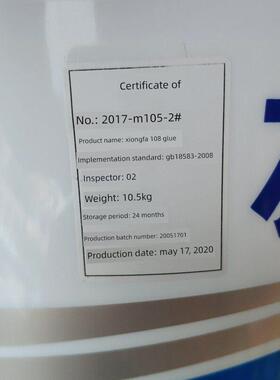 Certificate of
No.: 2017-m105-2#
Product name: xiongfa 108 glue
Implementation standard: gb18583-2008
Inspector: 02
Weight: 10.5kg
Storage period: 24 months
Production batch number: 20051701
Production date: may 17, 2020